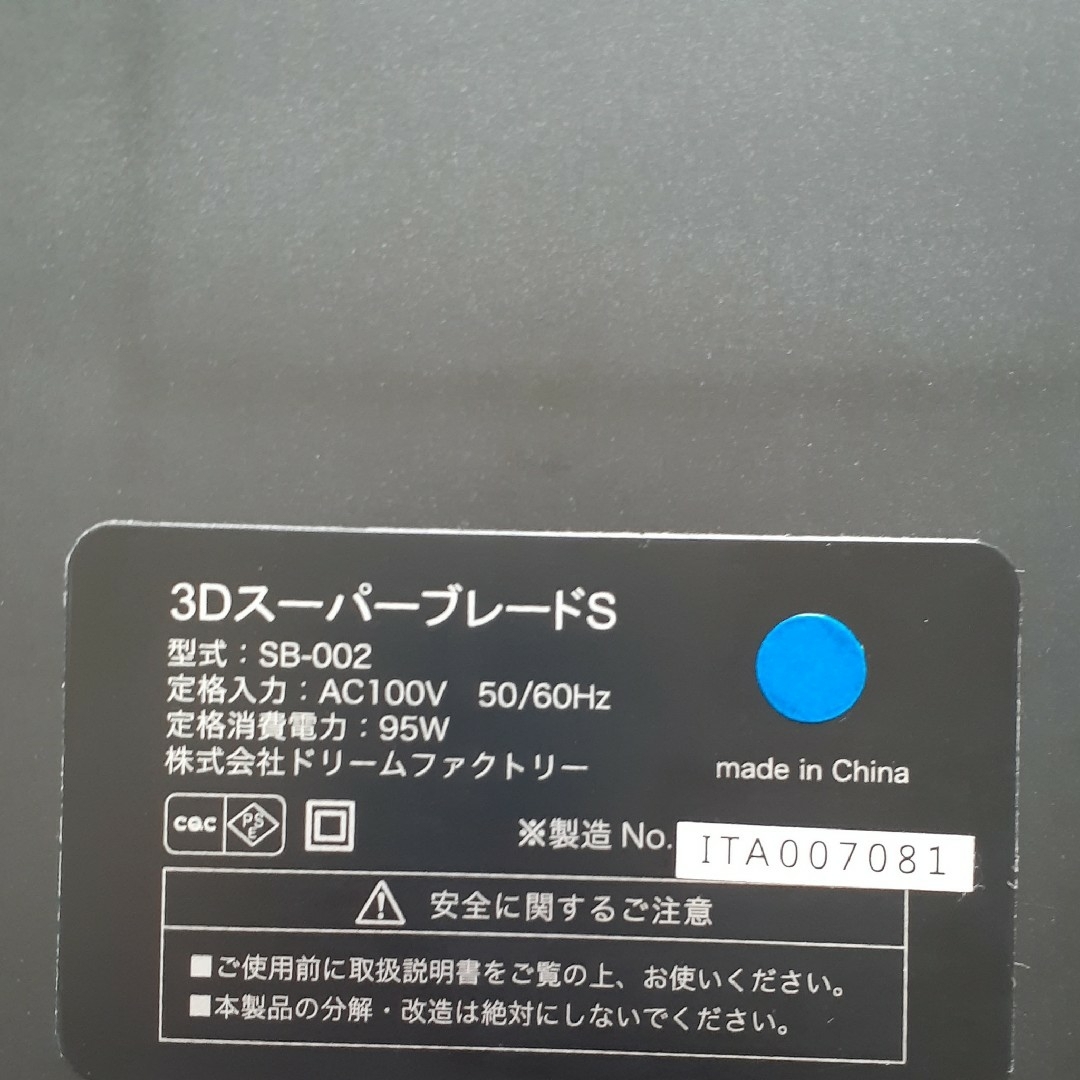 3DスーパーブレードS
型式：SB-002
定格入力：AC100V 50/60Hz
定格消費電力：95W
株式会社ドリームファクトリー
made in China
CQC PSE
※製造 No. ITA007081
安全に関するご注意
■ご使用前に取扱説明書をご覧の上、お使いください。
■本製品の分解・改造は絶対にしないでください。